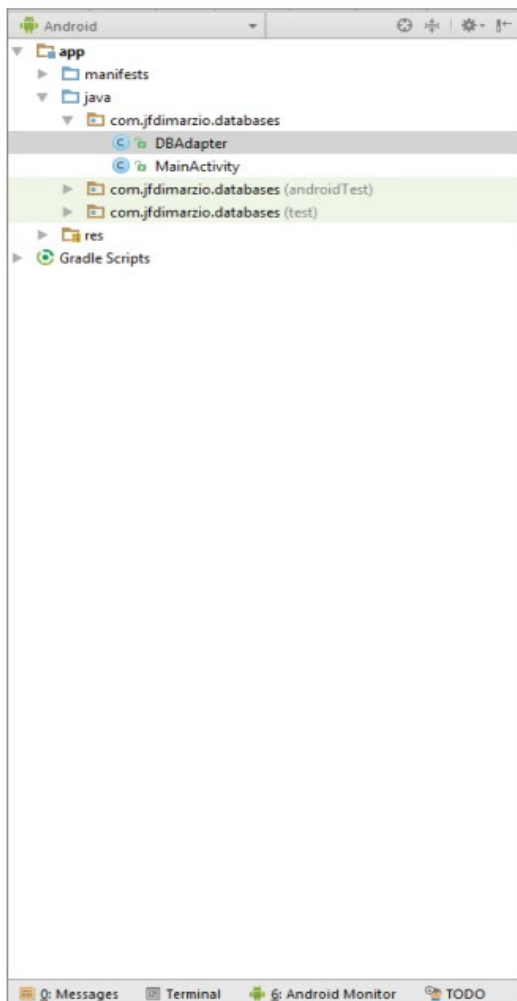 Android
app
manifests
java
com.jfdimarzio.databases
DBAdapter
MainActivity
com.jfdimarzio.databases (androidTest)
com.jfdimarzio.databases (test)
res
Gradle Scripts
0: Messages Terminal 6: Android Monitor TODO